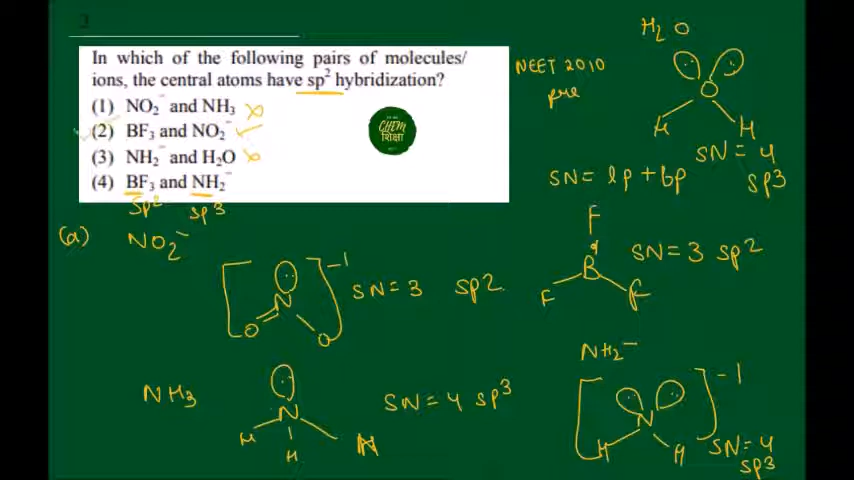 3
In which of the following pairs of molecules/
ions, the central atoms have sp² hybridization?
(1) NO₂⁻ and NH₃ ×
(2) BF₃ and NO₂⁻ ✓
(3) NH₂⁻ and H₂O ×
(4) BF₃ and NH₂⁻
sp2 sp3
CHEM
शिक्षा
NEET 2010
pre
H₂O
O
H H
SN = 4
sp3
SN = lp + bp
(a) NO₂⁻
N
O O
-1
SN = 3 sp2
F
B
F F
SN = 3 sp2
NH3
N
H H H
SN = 4 sp3
NH₂⁻
N
H H
-1
SN = 4
sp3